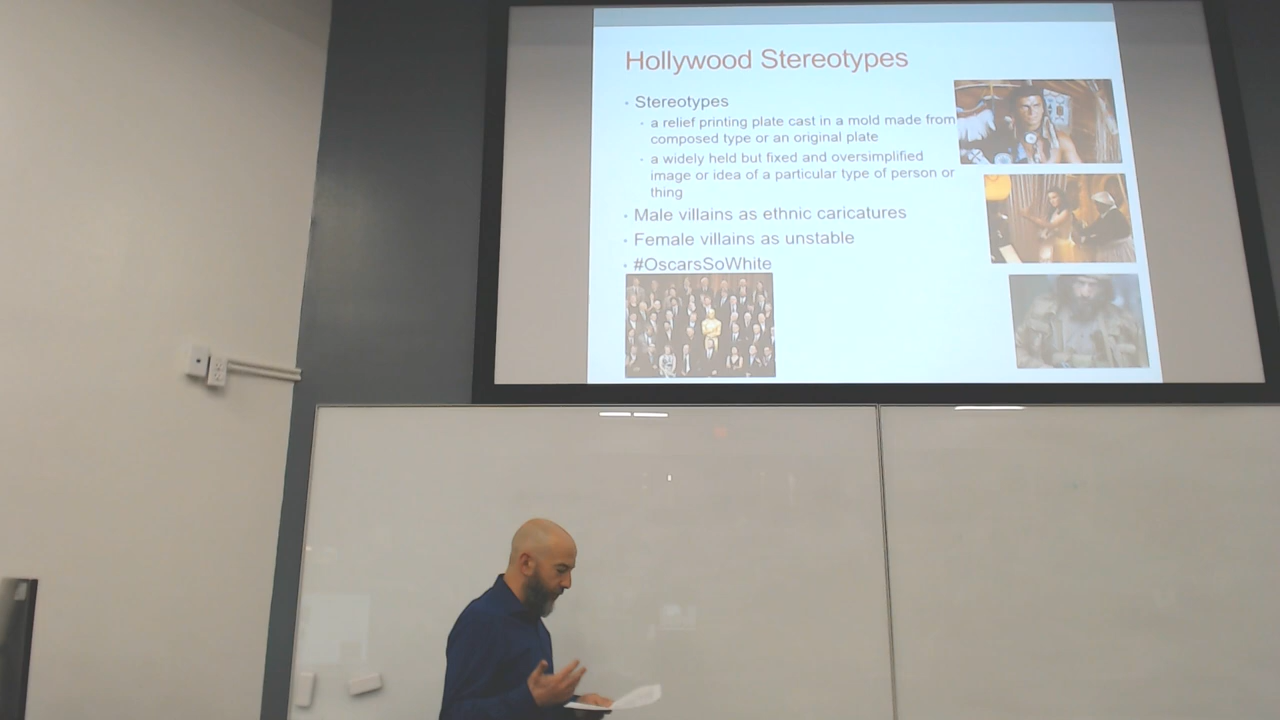 Hollywood Stereotypes
• Stereotypes
• a relief printing plate cast in a mold made from
composed type or an original plate
• a widely held but fixed and oversimplified
image or idea of a particular type of person or
thing
• Male villains as ethnic caricatures
• Female villains as unstable
• #OscarsSoWhite